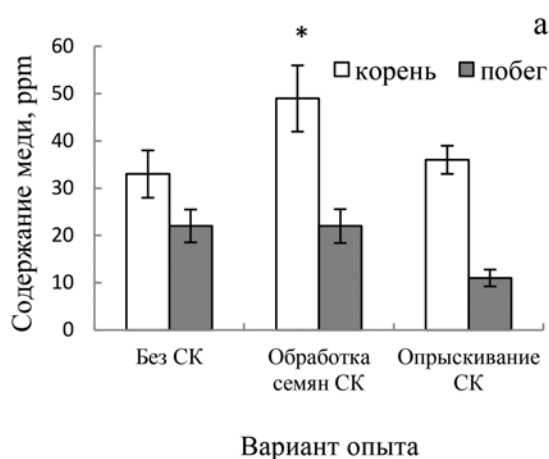 а
*
корень побег
Содержание меди, ppm
60
50
40
30
20
10
0
Без СК
Обработка
семян СК
Опрыскивание
СК
Вариант опыта